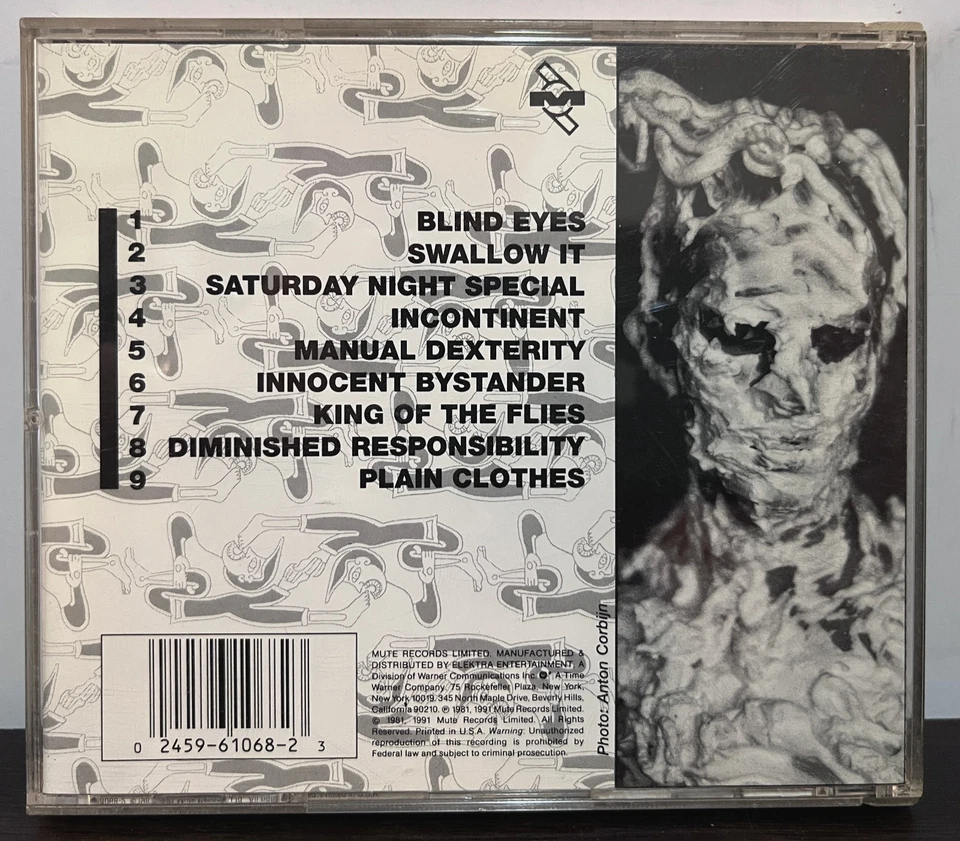 M
1 BLIND EYES
2 SWALLOW IT
3 SATURDAY NIGHT SPECIAL
4 INCONTINENT
5 MANUAL DEXTERITY
6 INNOCENT BYSTANDER
7 KING OF THE FLIES
8 DIMINISHED RESPONSIBILITY
9 PLAIN CLOTHES
0 2459-61068-2 3
MUTE RECORDS LIMITED. MANUFACTURED &
DISTRIBUTED BY ELEKTRA ENTERTAINMENT, A
Division of Warner Communications Inc. A Time
Warner Company. 75 Rockefeller Plaza, New York,
New York 10019. 345 North Maple Drive, Beverly Hills,
California 90210. ℗ 1981, 1991 Mute Records Limited.
© 1981, 1991 Mute Records Limited. All Rights
Reserved. Printed in U.S.A. Warning: Unauthorized
reproduction of this recording is prohibited by
Federal law and subject to criminal prosecution.
Photo: Anton Corbijn